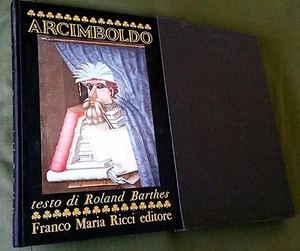 ARCIMBOLDO
testo di Roland Barthes
Franco Maria Ricci editore